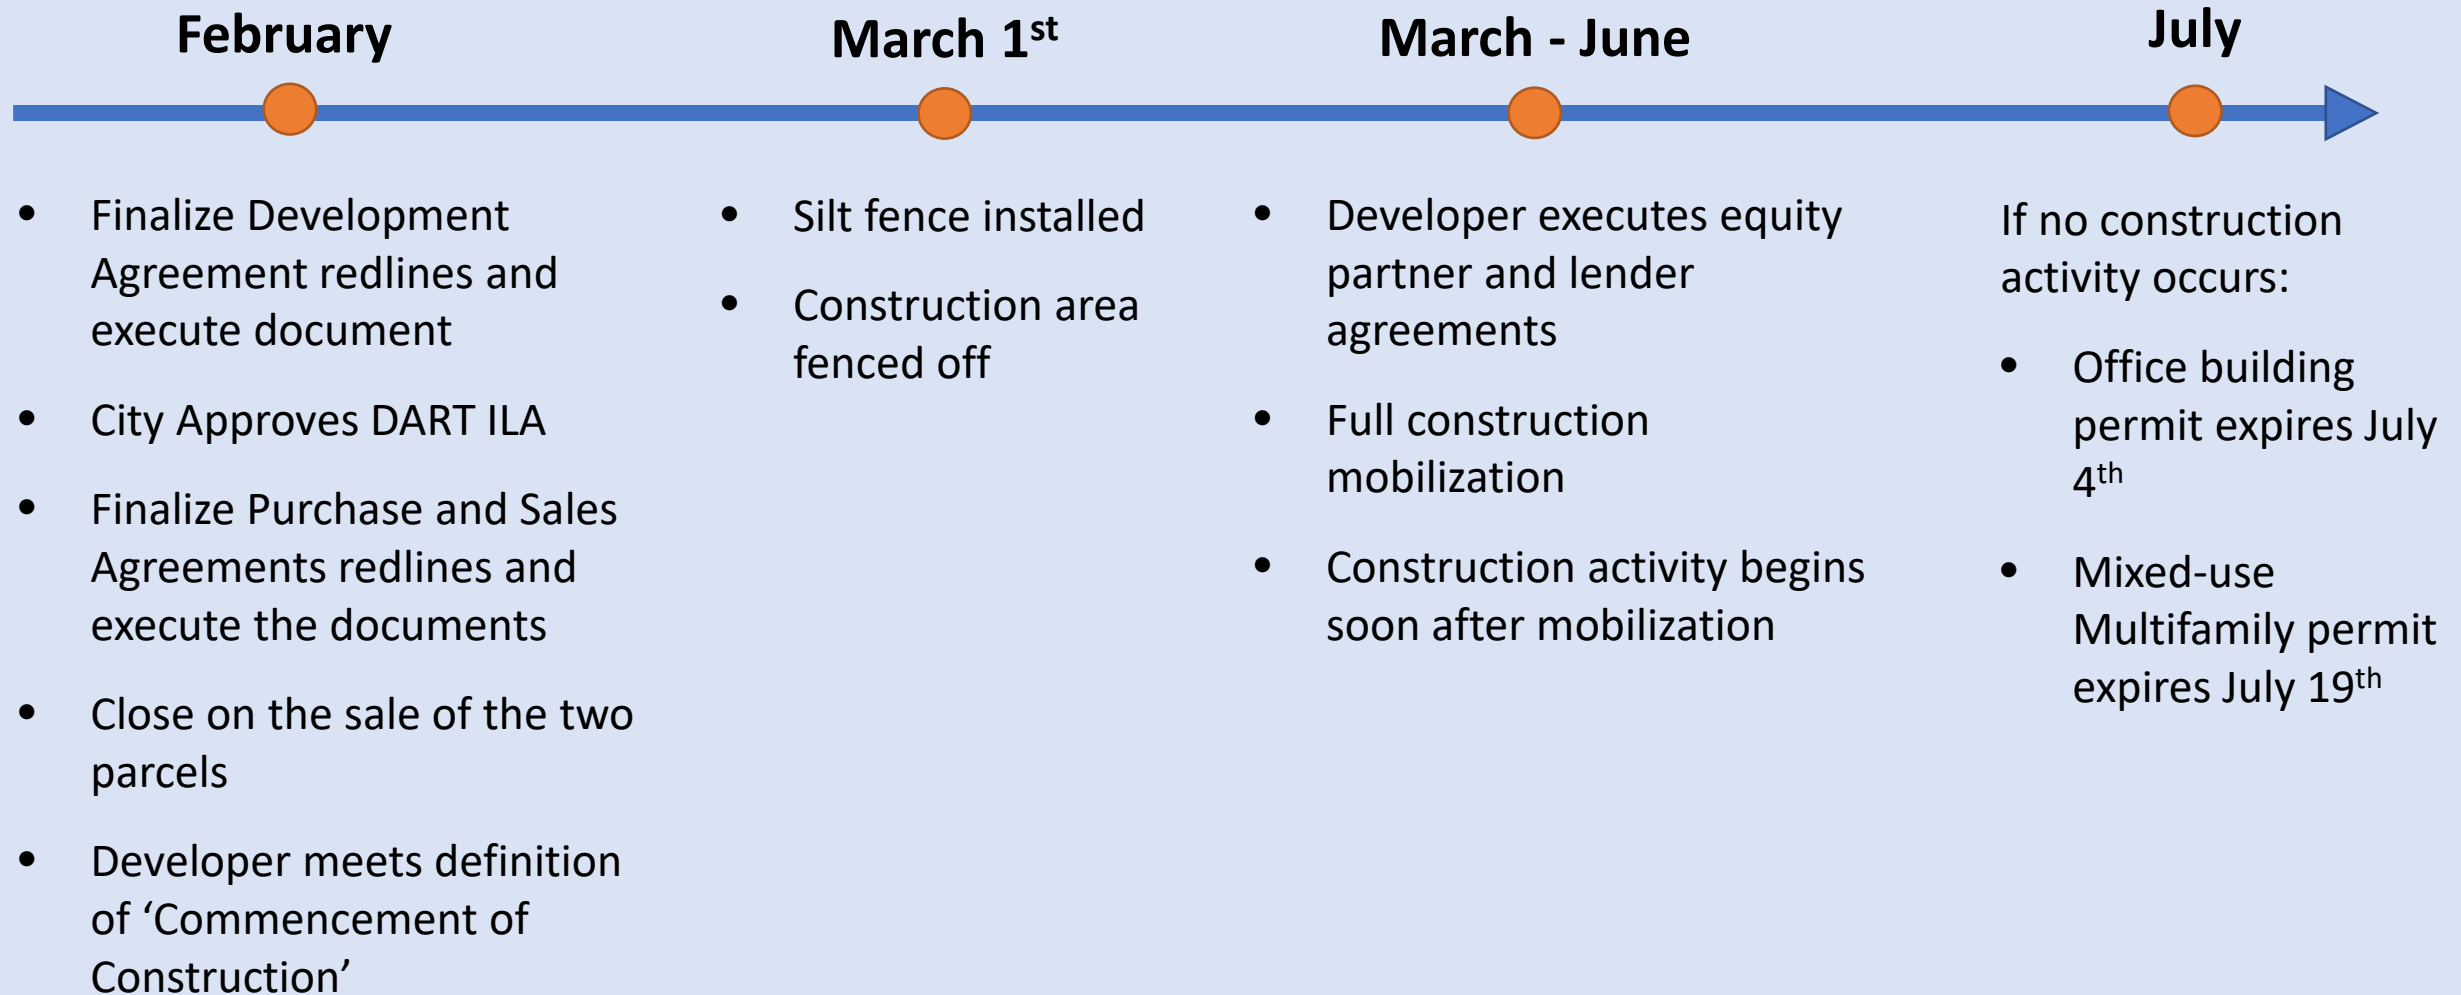 February
• Finalize Development
Agreement redlines and
execute document
• City Approves DART ILA
• Finalize Purchase and Sales
Agreements redlines and
execute the documents
• Close on the sale of the two
parcels
• Developer meets definition
of ‘Commencement of
Construction’
March 1st
• Silt fence installed
• Construction area
fenced off
March - June
• Developer executes equity
partner and lender
agreements
• Full construction
mobilization
• Construction activity begins
soon after mobilization
July
If no construction
activity occurs:
• Office building
permit expires July
4th
• Mixed-use
Multifamily permit
expires July 19th